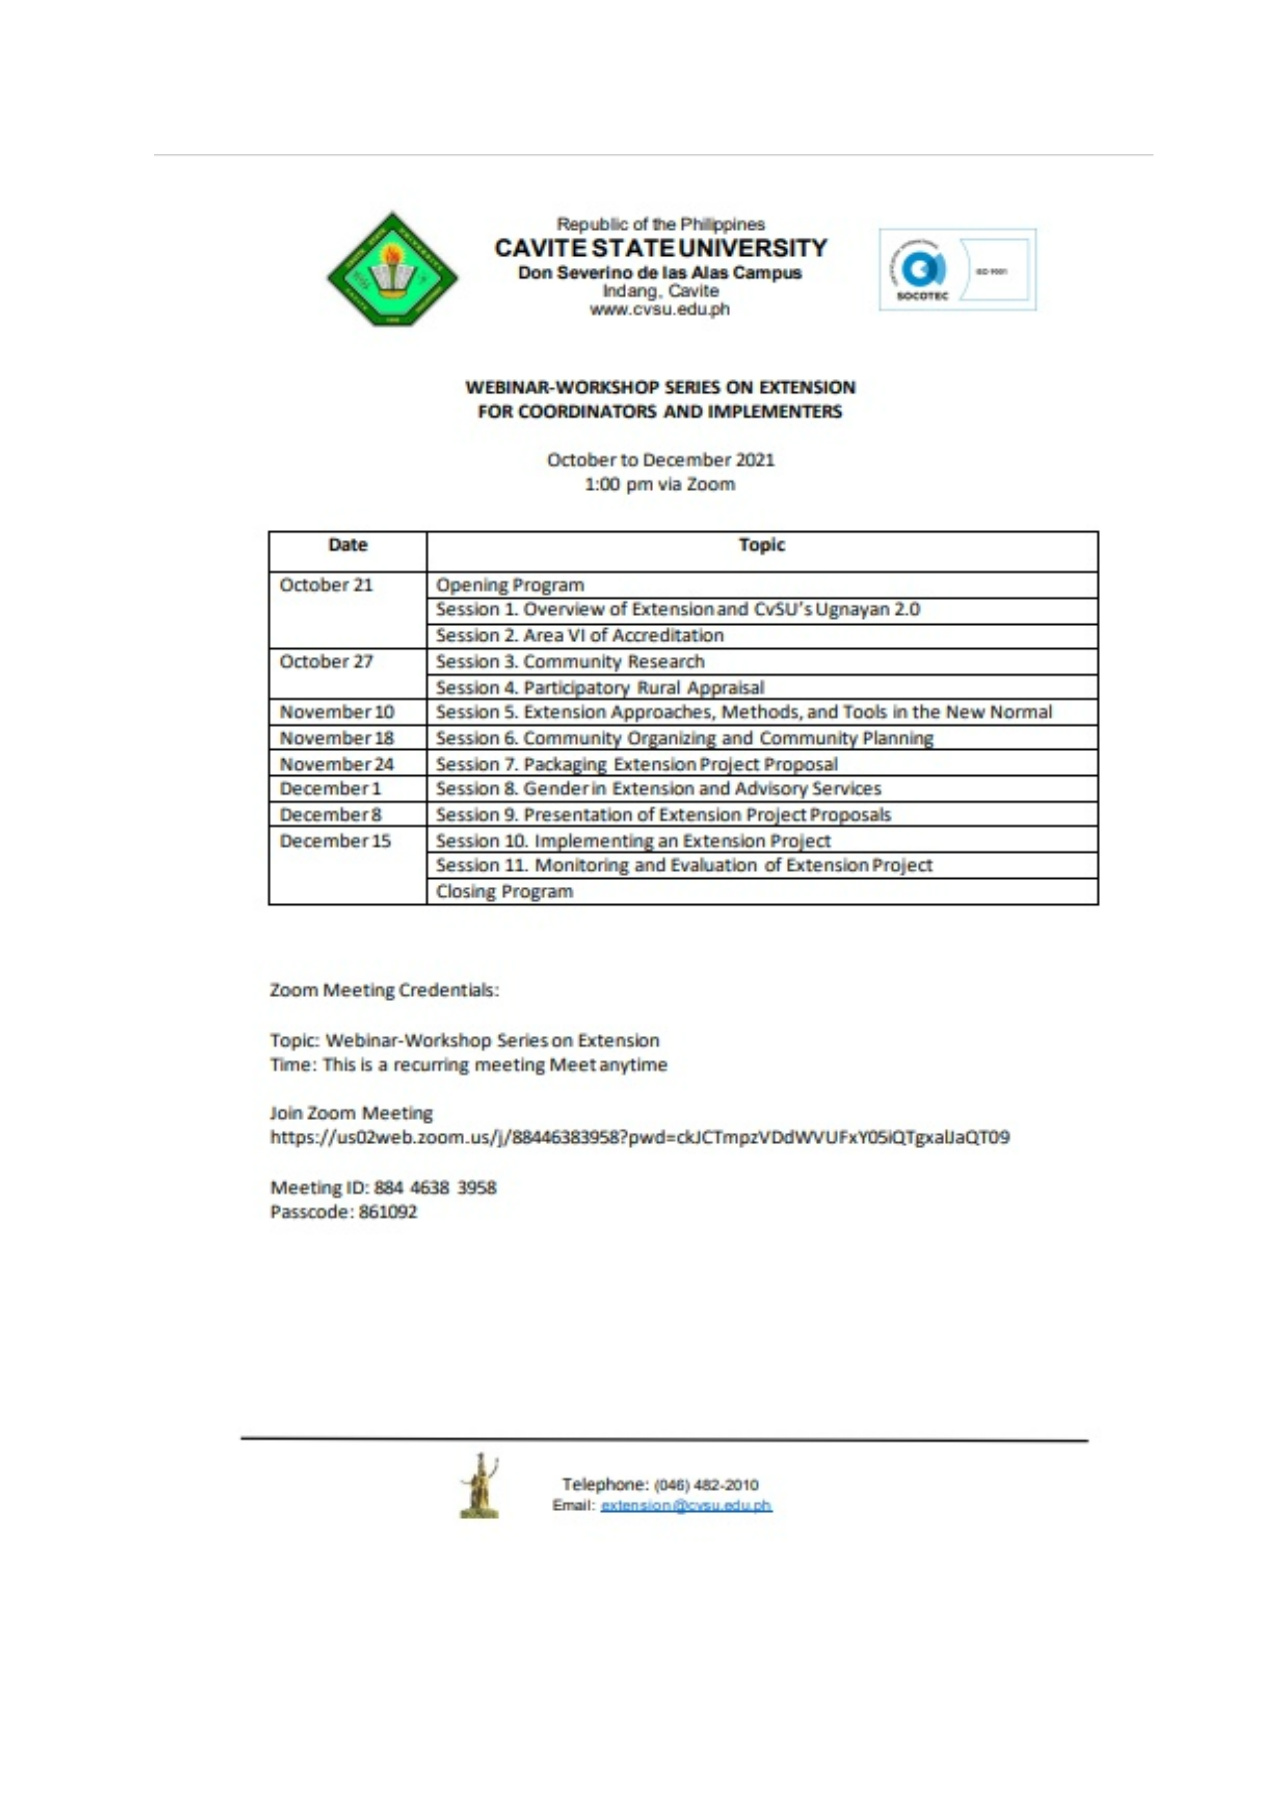 Republic of the Philippines
CAVITE STATE UNIVERSITY
Don Severino de las Alas Campus
Indang, Cavite
www.cvsu.edu.ph
SOCOTEC
ISO 9001
WEBINAR-WORKSHOP SERIES ON EXTENSION
FOR COORDINATORS AND IMPLEMENTERS
October to December 2021
1:00 pm via Zoom
Date Topic
October 21 Opening Program
Session 1. Overview of Extension and CvSU's Ugnayan 2.0
Session 2. Area VI of Accreditation
October 27 Session 3. Community Research
Session 4. Participatory Rural Appraisal
November 10 Session 5. Extension Approaches, Methods, and Tools in the New Normal
November 18 Session 6. Community Organizing and Community Planning
November 24 Session 7. Packaging Extension Project Proposal
December 1 Session 8. Gender in Extension and Advisory Services
December 8 Session 9. Presentation of Extension Project Proposals
December 15 Session 10. Implementing an Extension Project
Session 11. Monitoring and Evaluation of Extension Project
Closing Program
Zoom Meeting Credentials:
Topic: Webinar-Workshop Series on Extension
Time: This is a recurring meeting Meet anytime
Join Zoom Meeting
https://us02web.zoom.us/j/88446383958?pwd=ckJCTmpzVDdWVUFxY05iQTgxalJaQT09
Meeting ID: 884 4638 3958
Passcode: 861092
Telephone: (046) 482-2010
Email: extension@cvsu.edu.ph